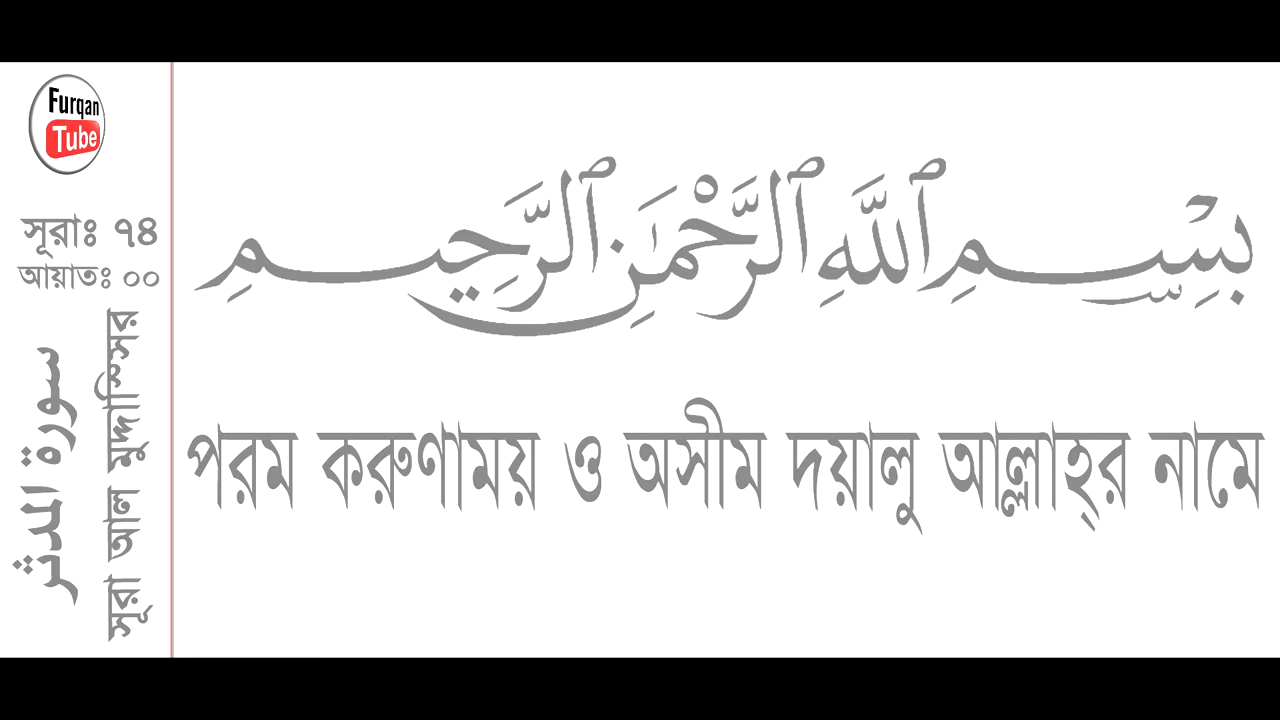 Furqan
Tube
সূরাঃ ৭৪
আয়াতঃ ০০
سورة المدثر
সূরা আল মুদ্দাস্সির
بِسْمِ ٱللَّهِ ٱلرَّحْمَٰنِ ٱلرَّحِيمِ
পরম করুণাময় ও অসীম দয়ালু আল্লাহ্র নামে